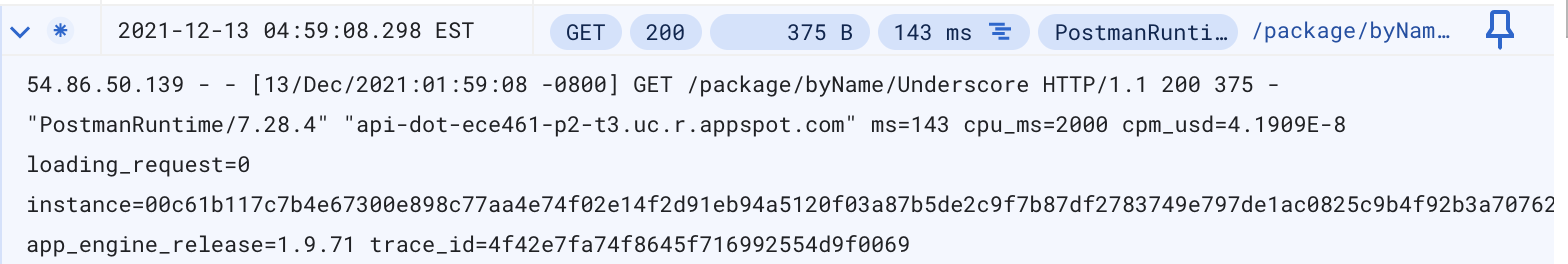 2021-12-13 04:59:08.298 EST GET 200 375 B 143 ms PostmanRunti… /package/byNam…
54.86.50.139 - - [13/Dec/2021:01:59:08 -0800] GET /package/byName/Underscore HTTP/1.1 200 375 -
"PostmanRuntime/7.28.4" "api-dot-ece461-p2-t3.uc.r.appspot.com" ms=143 cpu_ms=2000 cpm_usd=4.1909E-8
loading_request=0
instance=00c61b117c7b4e67300e898c77aa4e74f02e14f2d91eb94a5120f03a87b5de2c9f7b87df2783749e797de1ac0825c9b4f92b3a70762
app_engine_release=1.9.71 trace_id=4f42e7fa74f8645f716992554d9f0069